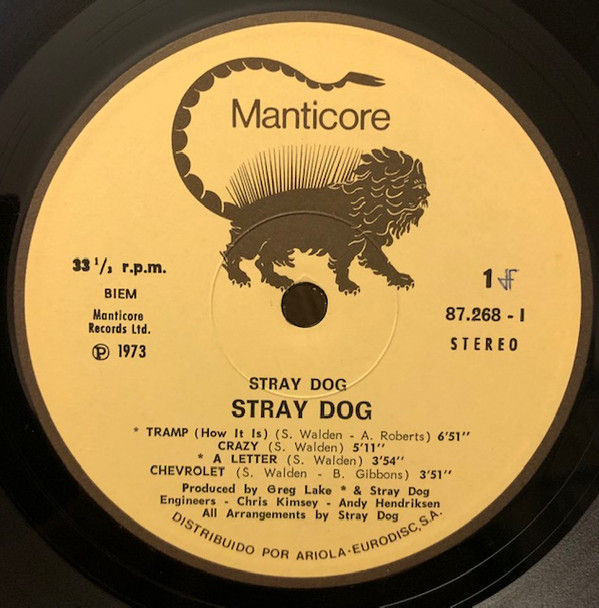 Manticore
33 1/3 r.p.m.
BIEM
Manticore
Records Ltd.
Ⓟ 1973
1
87.268 - I
STEREO
STRAY DOG
STRAY DOG
* TRAMP (How It Is) (S. Walden - A. Roberts) 6'51"
CRAZY (S. Walden) 5'11"
* A LETTER (S. Walden) 3'54"
CHEVROLET (S. Walden - B. Gibbons) 3'51"
Produced by Greg Lake * & Stray Dog
Engineers - Chris Kimsey - Andy Hendriksen
All Arrangements by Stray Dog
DISTRIBUIDO POR ARIOLA-EURODISC, S.A.